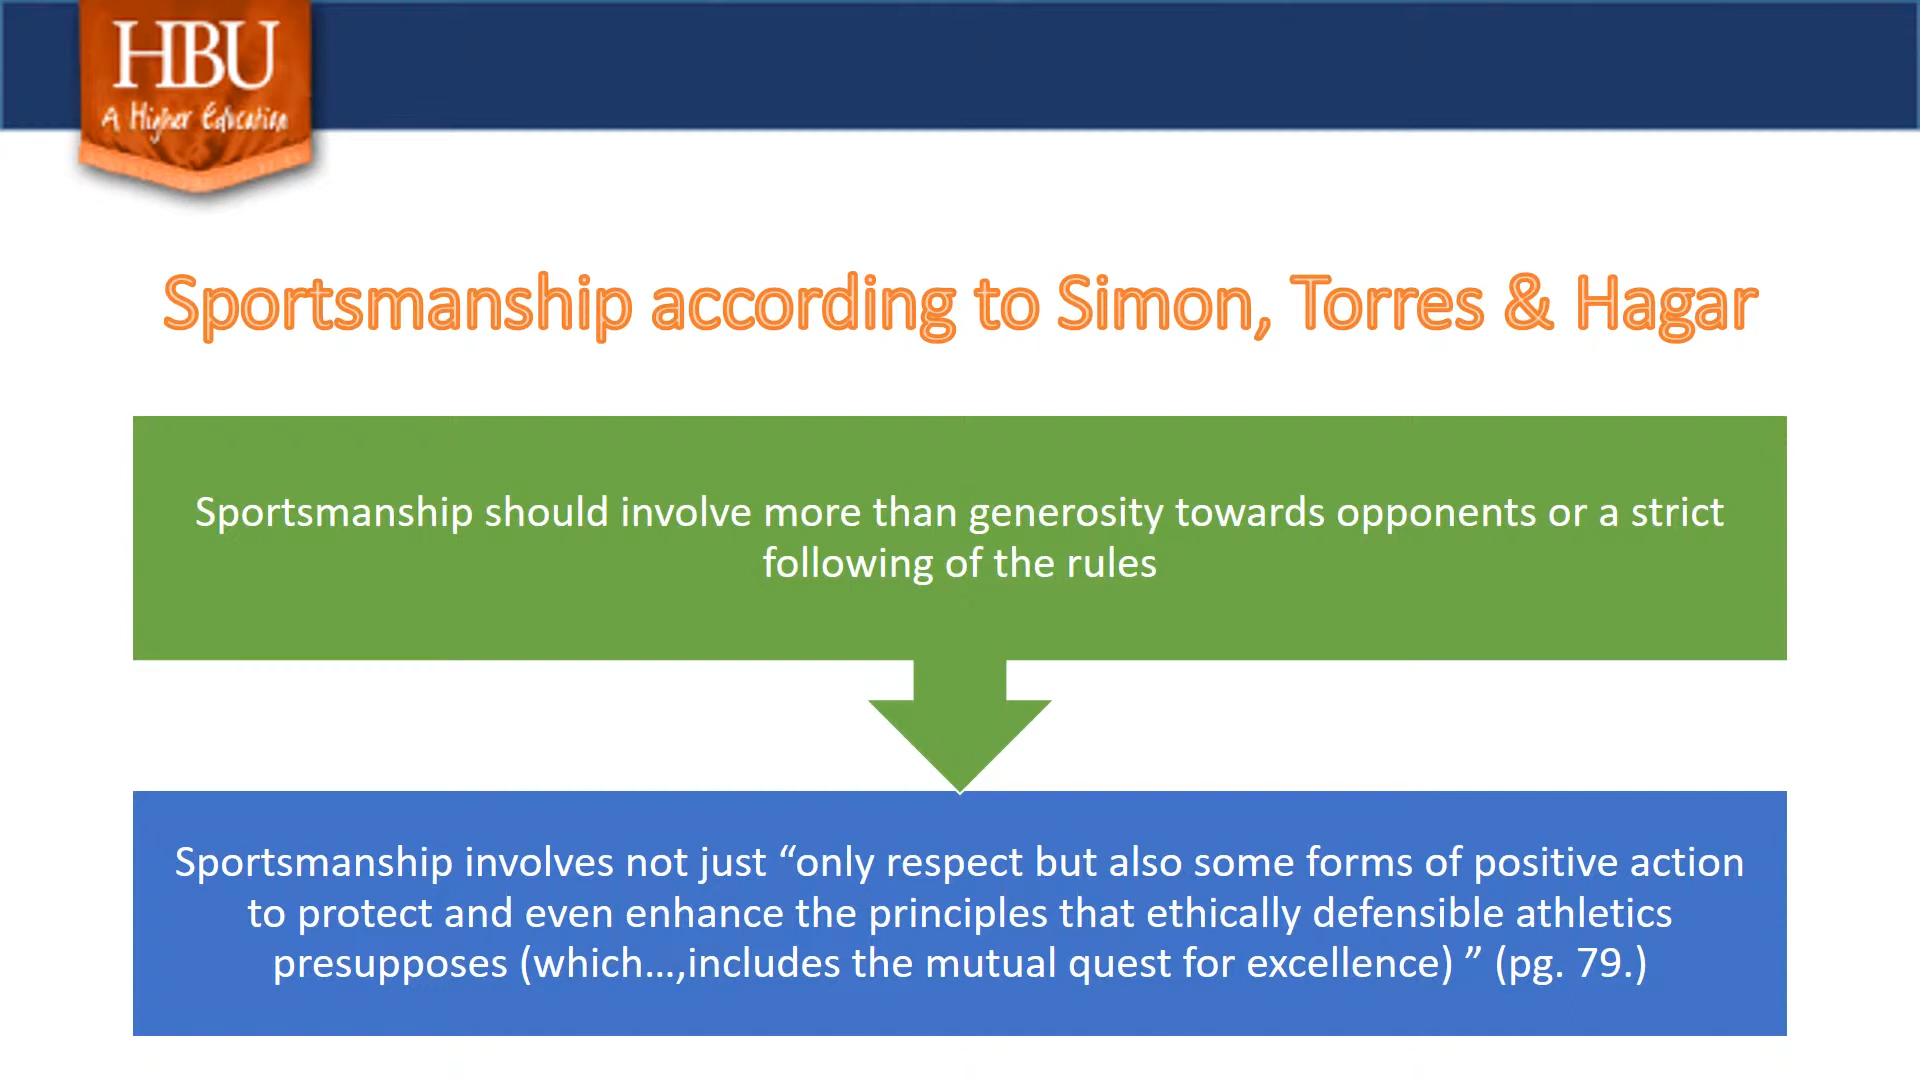 HBU
A Higher Education
Sportsmanship according to Simon, Torres & Hagar
Sportsmanship should involve more than generosity towards opponents or a strict
following of the rules
Sportsmanship involves not just “only respect but also some forms of positive action
to protect and even enhance the principles that ethically defensible athletics
presupposes (which…,includes the mutual quest for excellence) ” (pg. 79.)